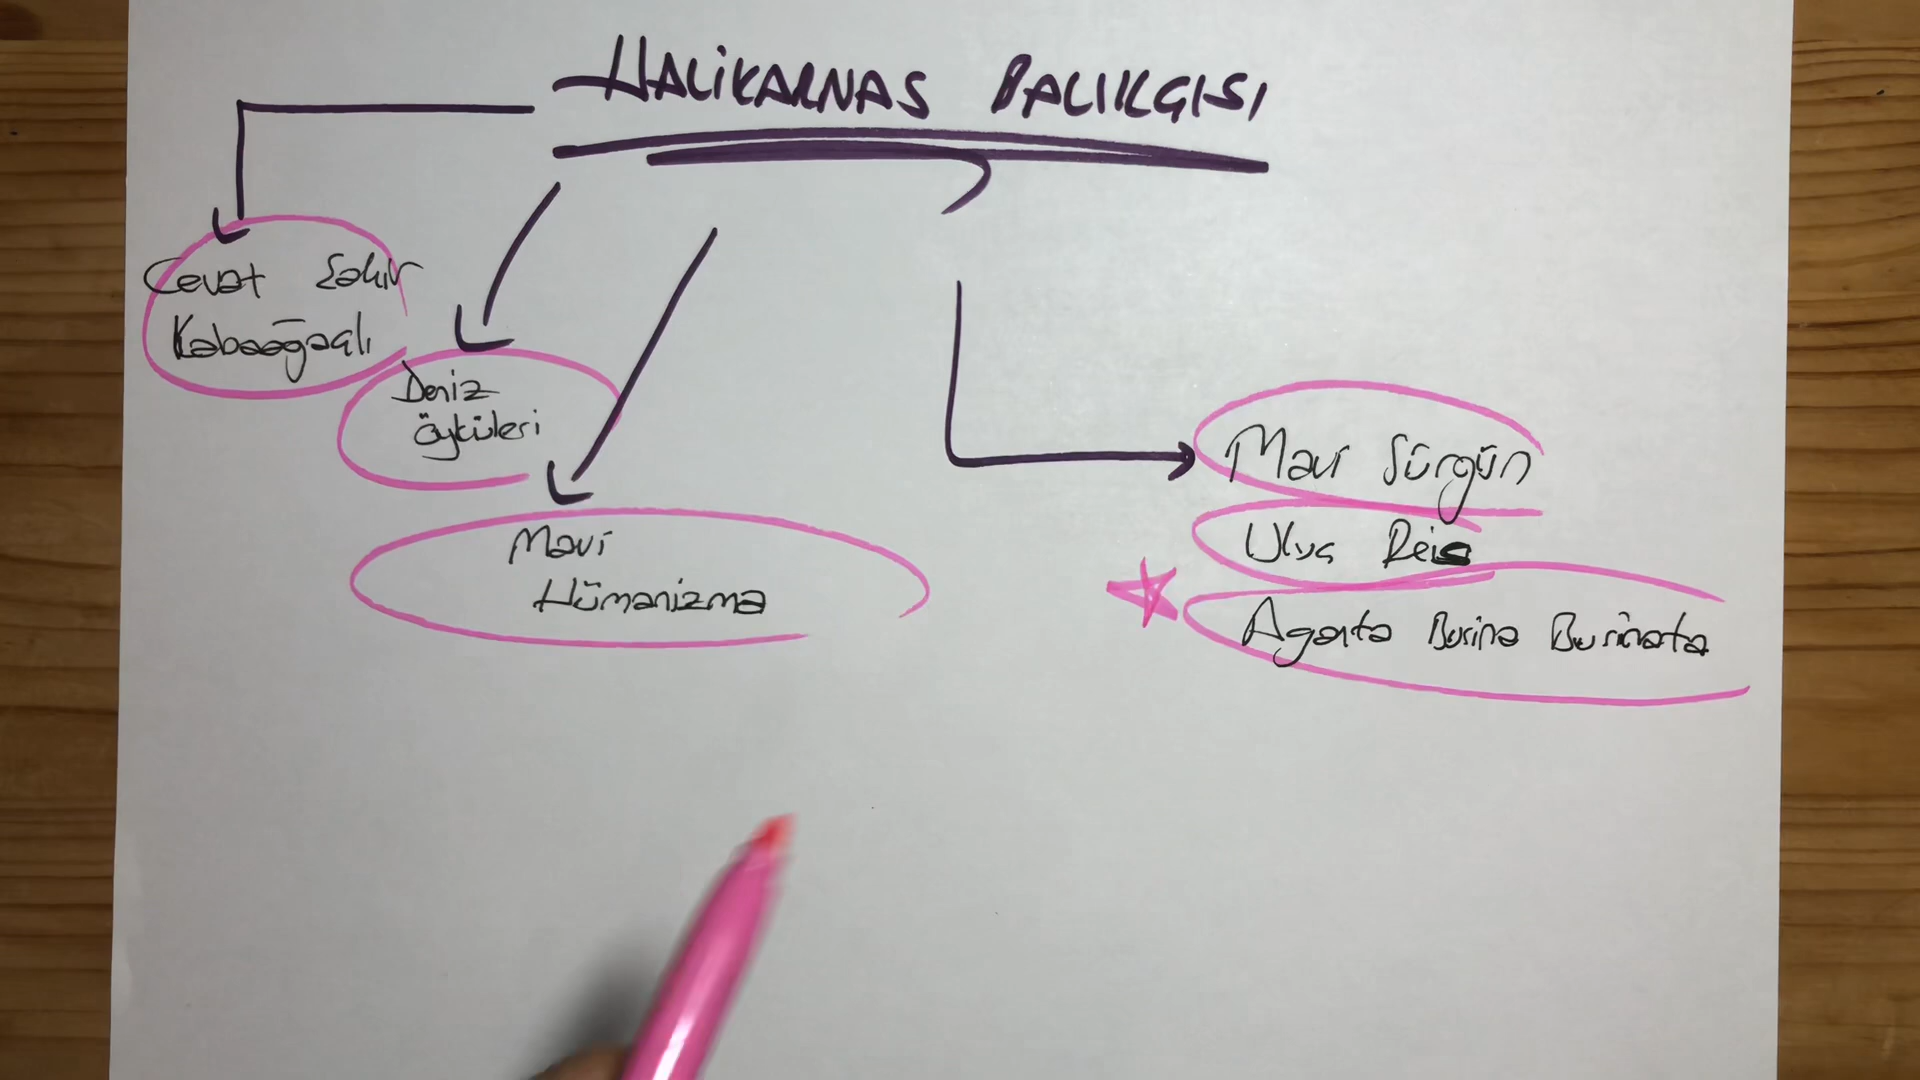 HALİKARNAS BALIKÇISI
Cevat Şakir
Kabaağaçlı
Deniz
öyküleri
Mavi
Hümanizma
Mavi Sürgün
Uluç Reis
Aganta Burina Burinata